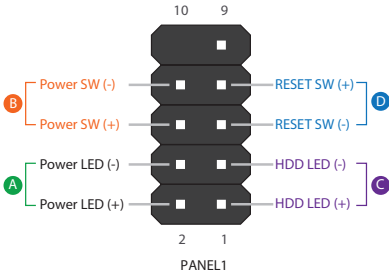 10 9
Power SW (-) RESET SW (+)
B D
Power SW (+) RESET SW (-)
Power LED (-) HDD LED (-)
A C
Power LED (+) HDD LED (+)
2 1
PANEL1